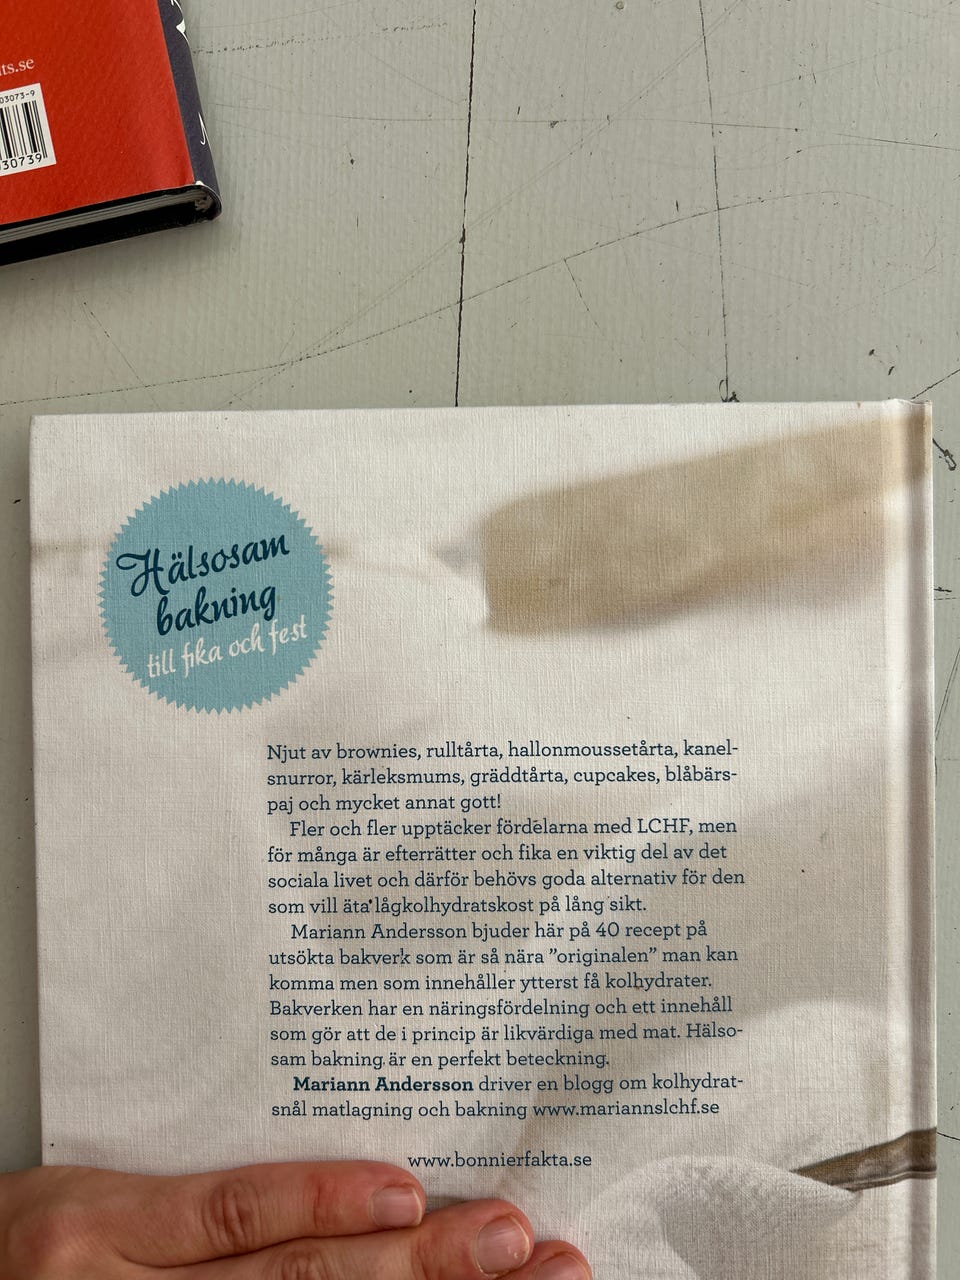 ts.se
03073-9
30739
Hälsosam
bakning
till fika och fest
Njut av brownies, rulltårta, hallonmoussetårta, kanel-
snurror, kärleksmums, gräddtårta, cupcakes, blåbärs-
paj och mycket annat gott!
Fler och fler upptäcker fördelarna med LCHF, men
för många är efterrätter och fika en viktig del av det
sociala livet och därför behövs goda alternativ för den
som vill äta lågkolhydratskost på lång sikt.
Mariann Andersson bjuder här på 40 recept på
utsökta bakverk som är så nära ”originalen” man kan
komma men som innehåller ytterst få kolhydrater.
Bakverken har en näringsfördelning och ett innehåll
som gör att de i princip är likvärdiga med mat. Hälso-
sam bakning är en perfekt beteckning.
Mariann Andersson driver en blogg om kolhydrat-
snål matlagning och bakning www.mariannslchf.se
www.bonnierfakta.se